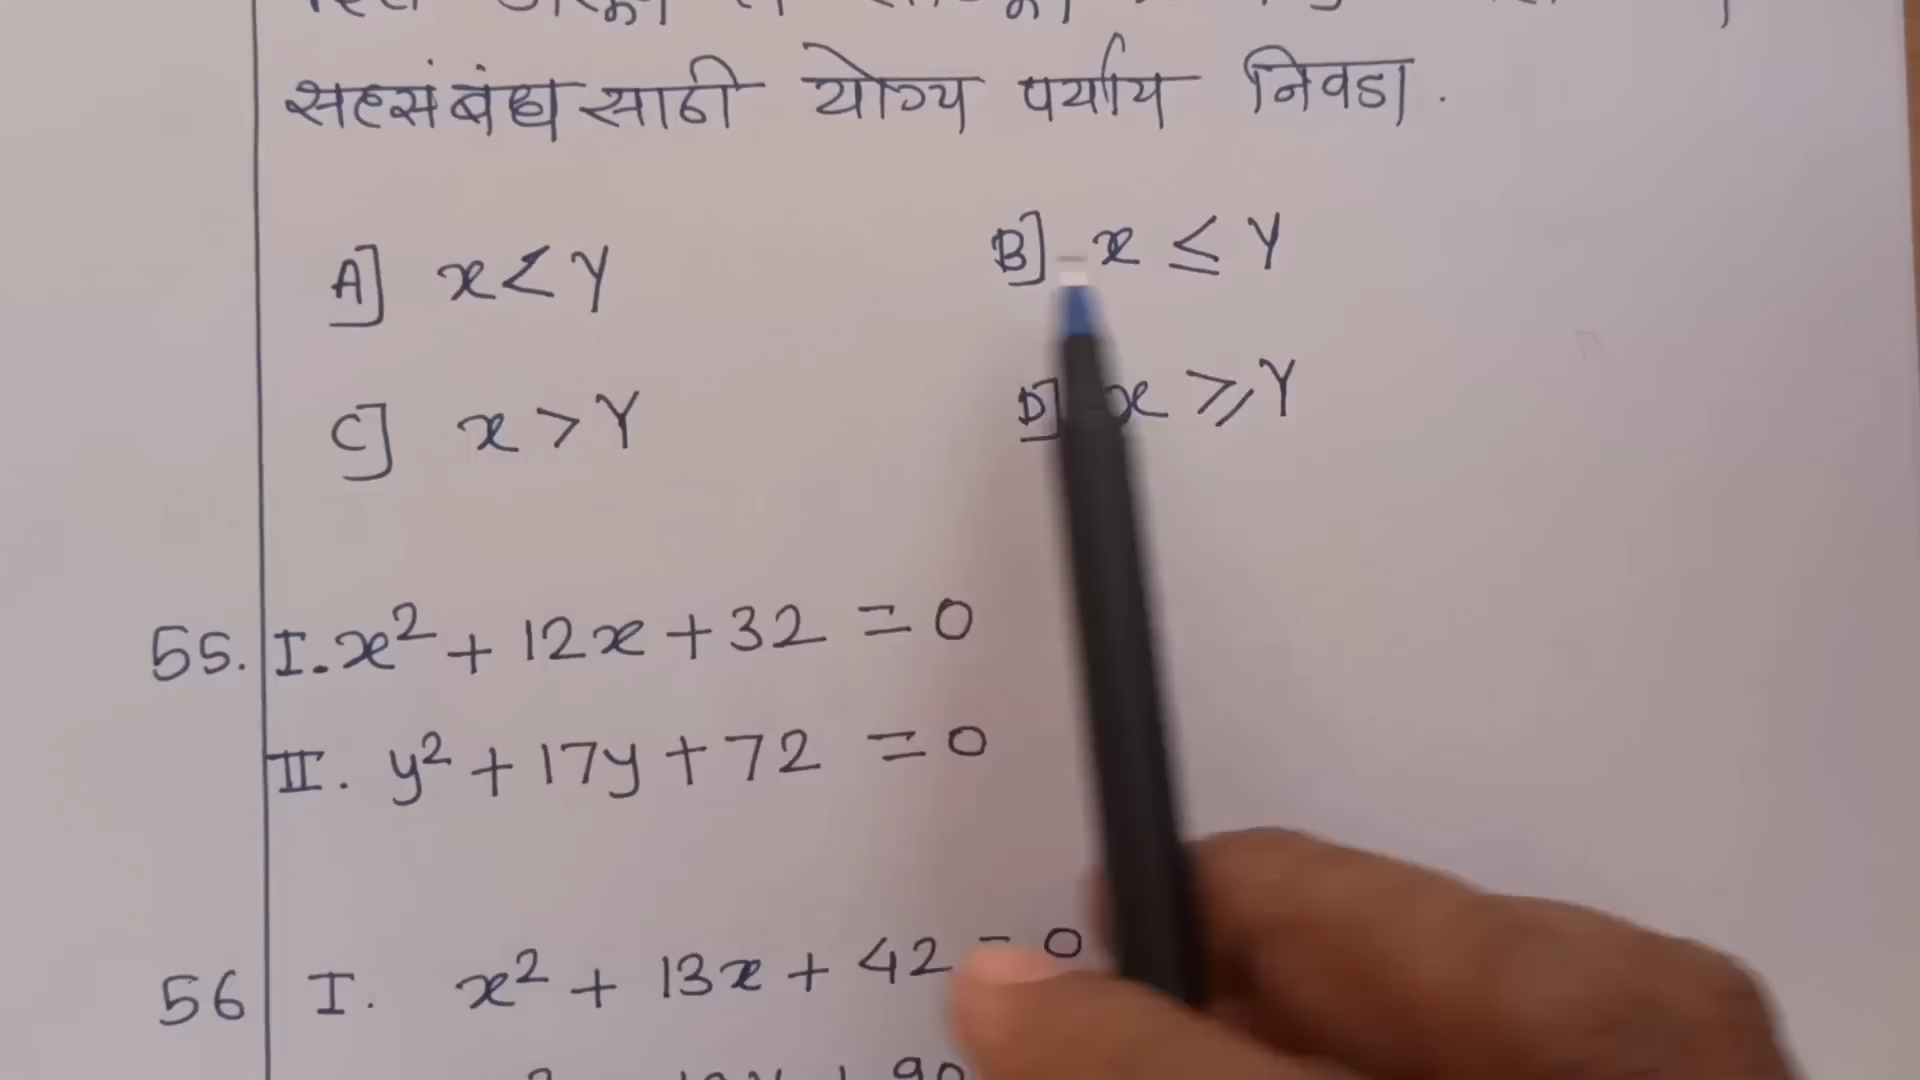 सहसंबंधासाठी योग्य पर्याय निवडा.
A] x < Y
B] x ≤ Y
C] x > Y
D] x ≥ Y
55. I. x² + 12x + 32 = 0
II. y² + 17y + 72 = 0
56 I. x² + 13x + 42 = 0